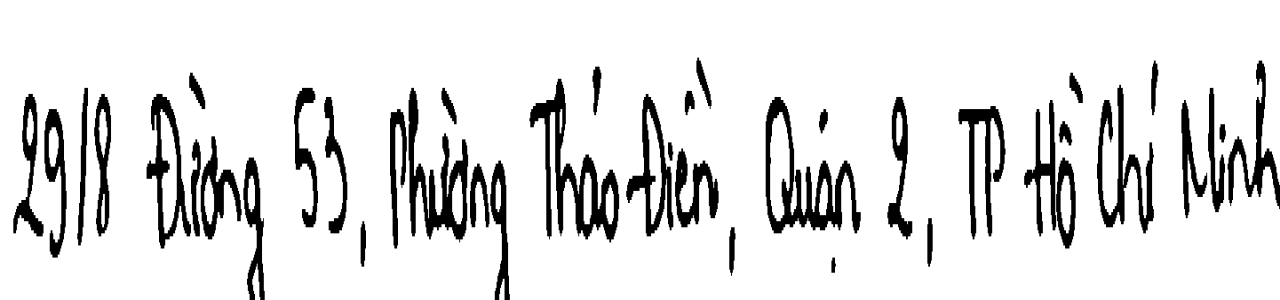 29/8 Đường 53, Phường Thảo Điền, Quận 2, TP Hồ Chí Minh